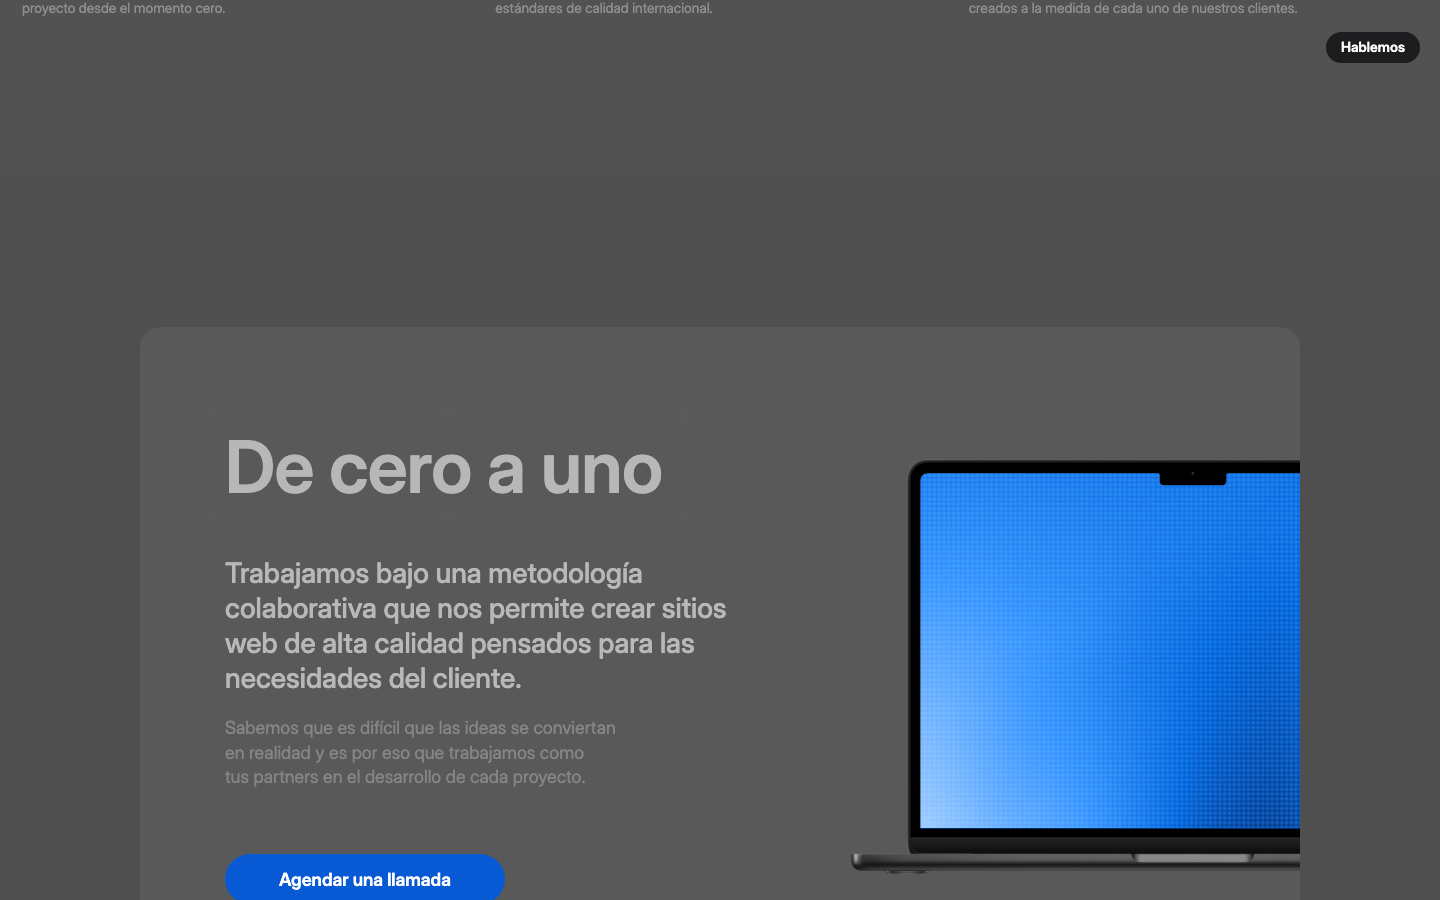 proyecto desde el momento cero.
estándares de calidad internacional.
creados a la medida de cada uno de nuestros clientes.
Hablemos
De cero a uno
Trabajamos bajo una metodología
colaborativa que nos permite crear sitios
web de alta calidad pensados para las
necesidades del cliente.
Sabemos que es difícil que las ideas se conviertan
en realidad y es por eso que trabajamos como
tus partners en el desarrollo de cada proyecto.
Agendar una llamada